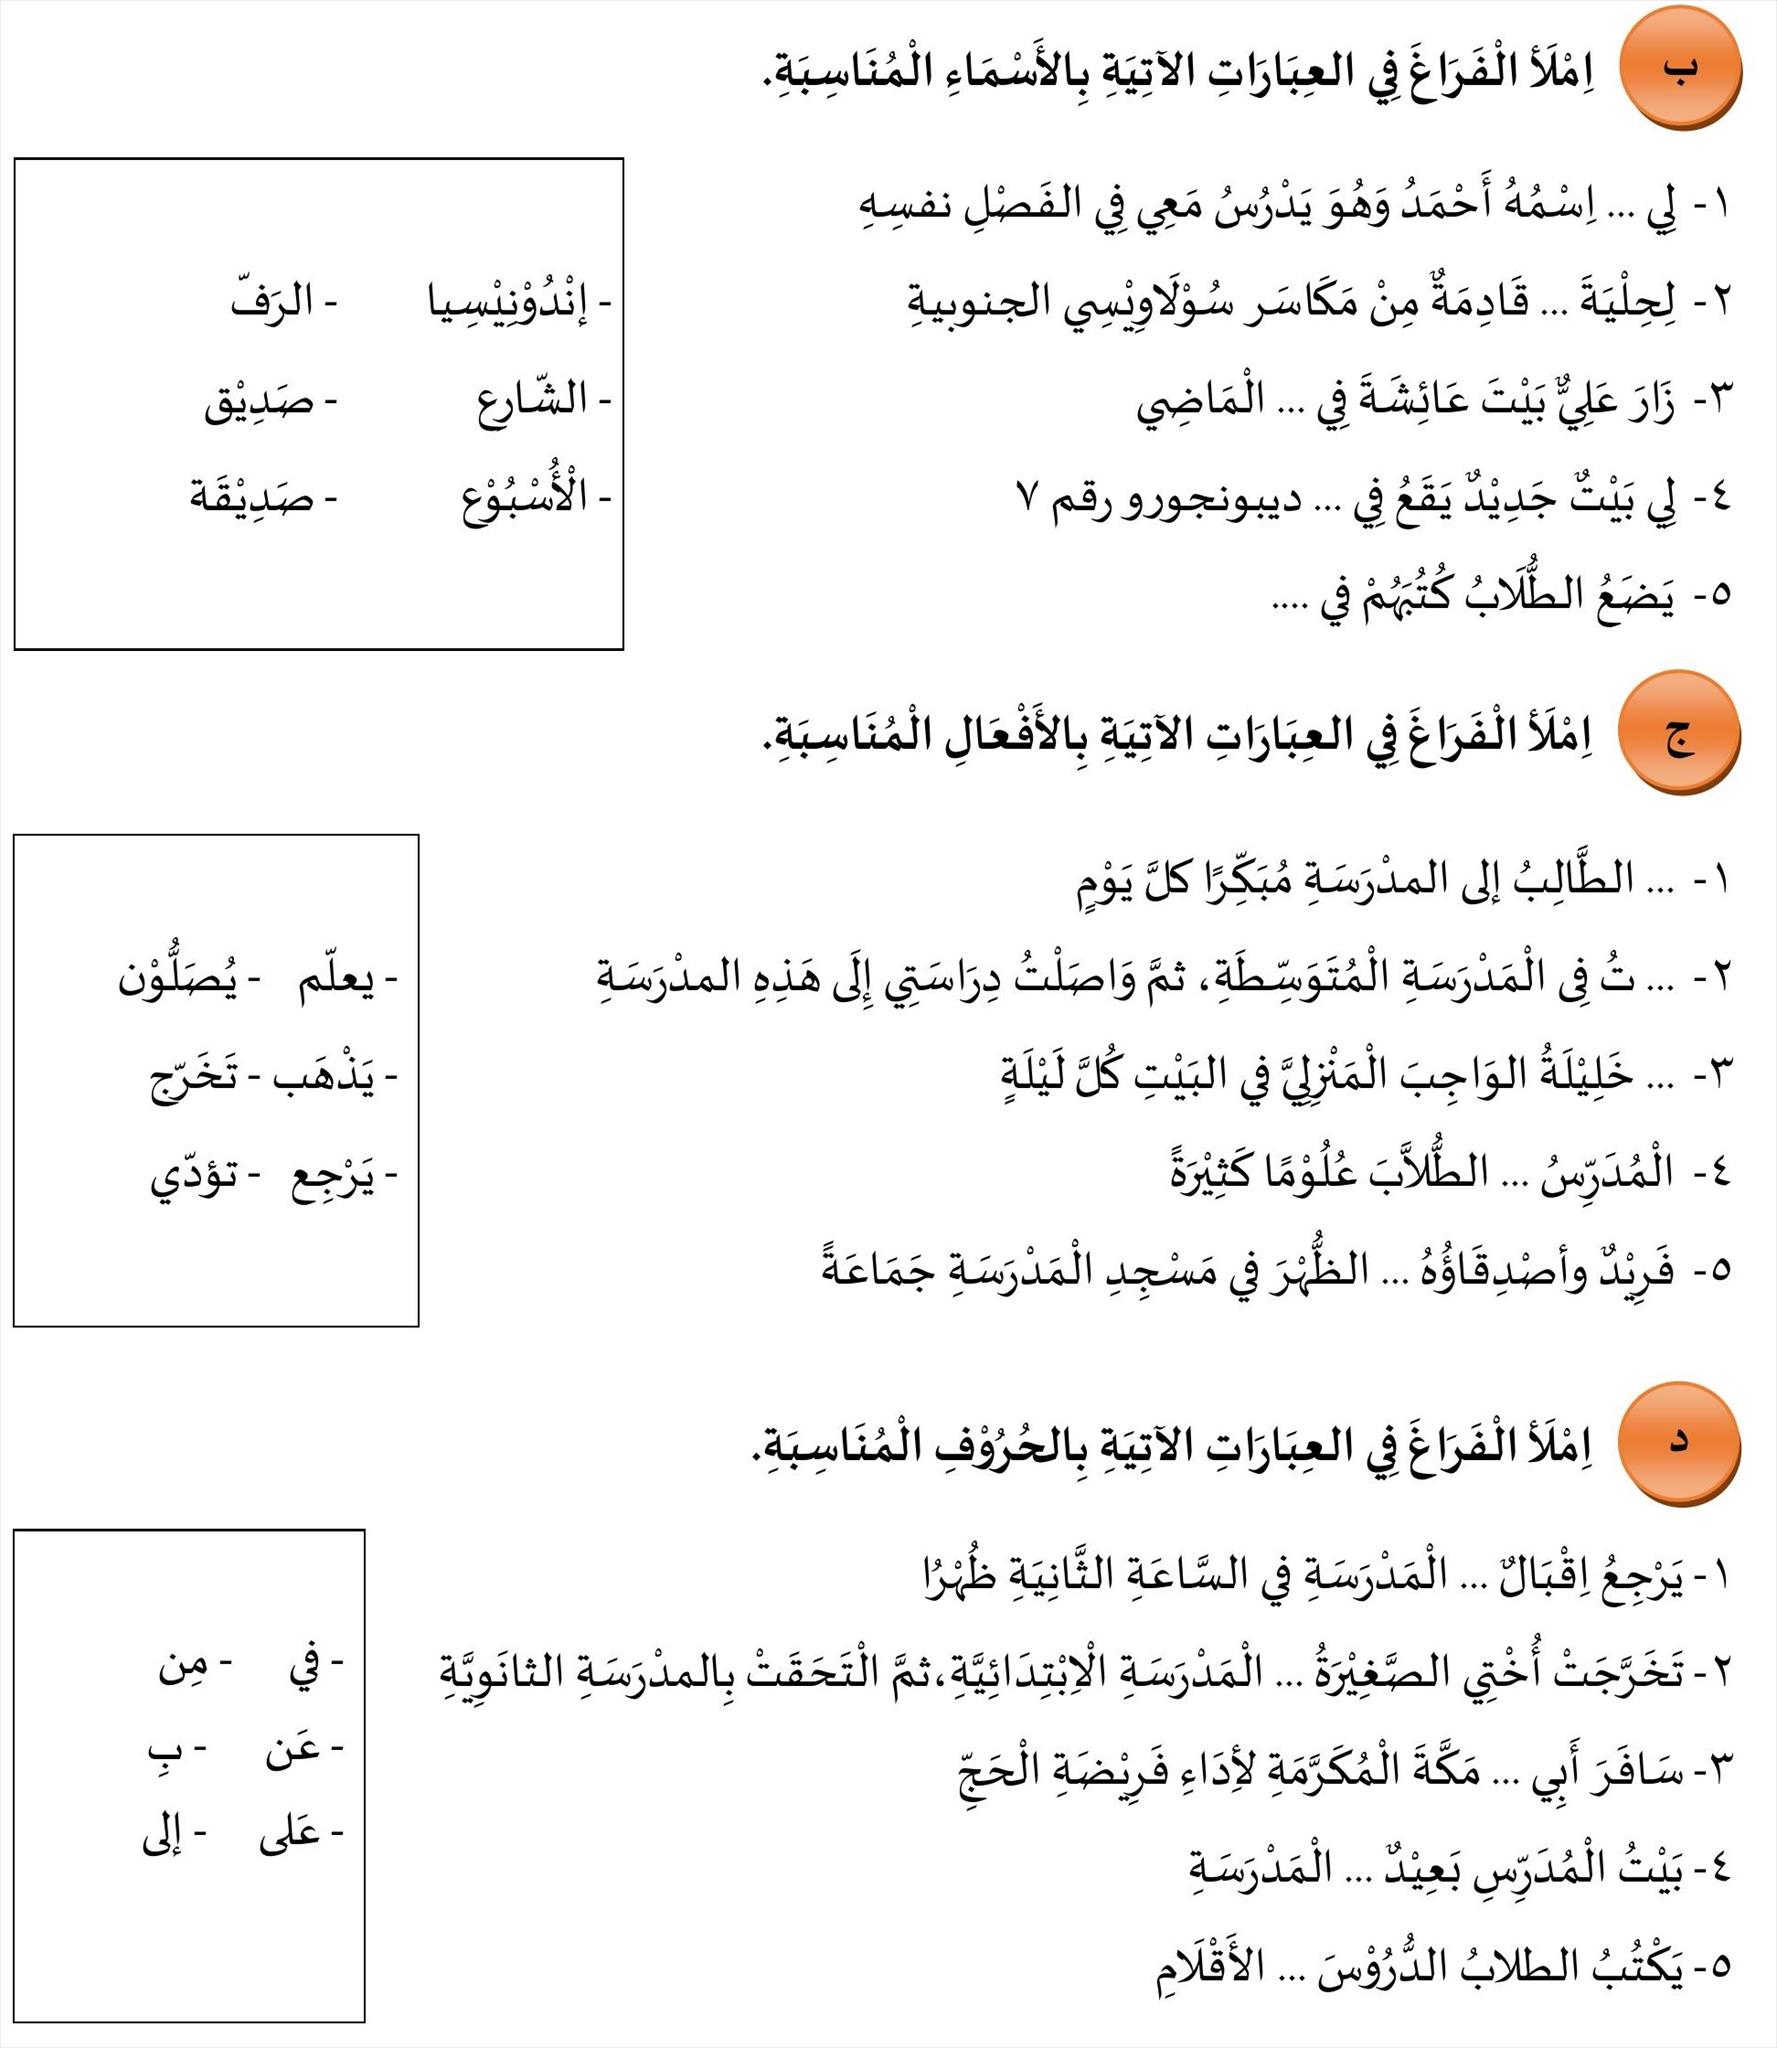 ب
اِمْلَأ الْفَرَاغَ فِي العِبَارَاتِ الآتِيَةِ بِالأَسْمَاءِ الْمُنَاسِبَةِ.
١- لِي ... اِسْمُهُ أَحْمَدُ وَهُوَ يَدْرُسُ مَعِي فِي الفَصْلِ نفسِهِ
٢- لِحِلْيَةَ ... قَادِمَةٌ مِنْ مَكَاسَر سُوْلَاوِيْسِي الجنوبيةِ
٣- زَارَ عَلِيٌّ بَيْتَ عَائِشَةَ فِي ... الْمَاضِي
٤- لِي بَيْتٌ جَدِيْدٌ يَقَعُ فِي ... ديبونجورو رقم ٧
٥- يَضَعُ الطُّلَابُ كُتُبَهُمْ في ....
- إنْدُوْنِيْسِيا - الرَفّ
- الشّارِع - صَدِيْق
- الْأُسْبُوْع - صَدِيْقَة
ج
اِمْلَأ الْفَرَاغَ فِي العِبَارَاتِ الآتِيَةِ بِالأَفْعَالِ الْمُنَاسِبَةِ.
١- ... الطَّالِبُ إلى المدْرَسَةِ مُبَكِّرًا كلَّ يَوْمٍ
٢- ... تُ فِى الْمَدْرَسَةِ الْمُتَوَسِّطَةِ، ثمَّ وَاصَلْتُ دِرَاسَتِي إِلَى هَذِهِ المدْرَسَةِ
٣- ... خَلِيْلَةُ الوَاجِبَ الْمَنْزِلِيَّ في البَيْتِ كُلَّ لَيْلَةٍ
٤- الْمُدَرِّسُ ... الطُّلاَّبَ عُلُوْمًا كَثِيْرَةً
٥- فَرِيْدٌ وأصْدِقَاؤُهُ ... الظُّهْرَ في مَسْجِدِ الْمَدْرَسَةِ جَمَاعَةً
- يعلّم - يُصَلُّوْن
- يَذْهَب - تَخَرّج
- يَرْجِع - تؤدّي
د
اِمْلَأ الْفَرَاغَ فِي العِبَارَاتِ الآتِيَةِ بِالحُرُوْفِ الْمُنَاسِبَةِ.
١- يَرْجِعُ اِقْبَالٌ ... الْمَدْرَسَةِ في السَّاعَةِ الثَّانِيَةِ ظُهْرًا
٢- تَخَرَّجَتْ أُخْتِي الصَّغِيْرَةُ ... الْمَدْرَسَةِ الْاِبْتِدَائِيَّةِ،ثمَّ الْتَحَقَتْ بِالمدْرَسَةِ الثانَوِيَّةِ
٣- سَافَرَ أَبِي ... مَكَّةَ الْمُكَرَّمَةِ لأِدَاءِ فَرِيْضَةِ الْحَجِّ
٤- بَيْتُ الْمُدَرِّسِ بَعِيْدٌ ... الْمَدْرَسَةِ
٥- يَكْتُبُ الطلابُ الدُّرُوْسَ ... الأَقْلَامِ
- في - مِن
- عَن - بِ
- عَلى - إلى